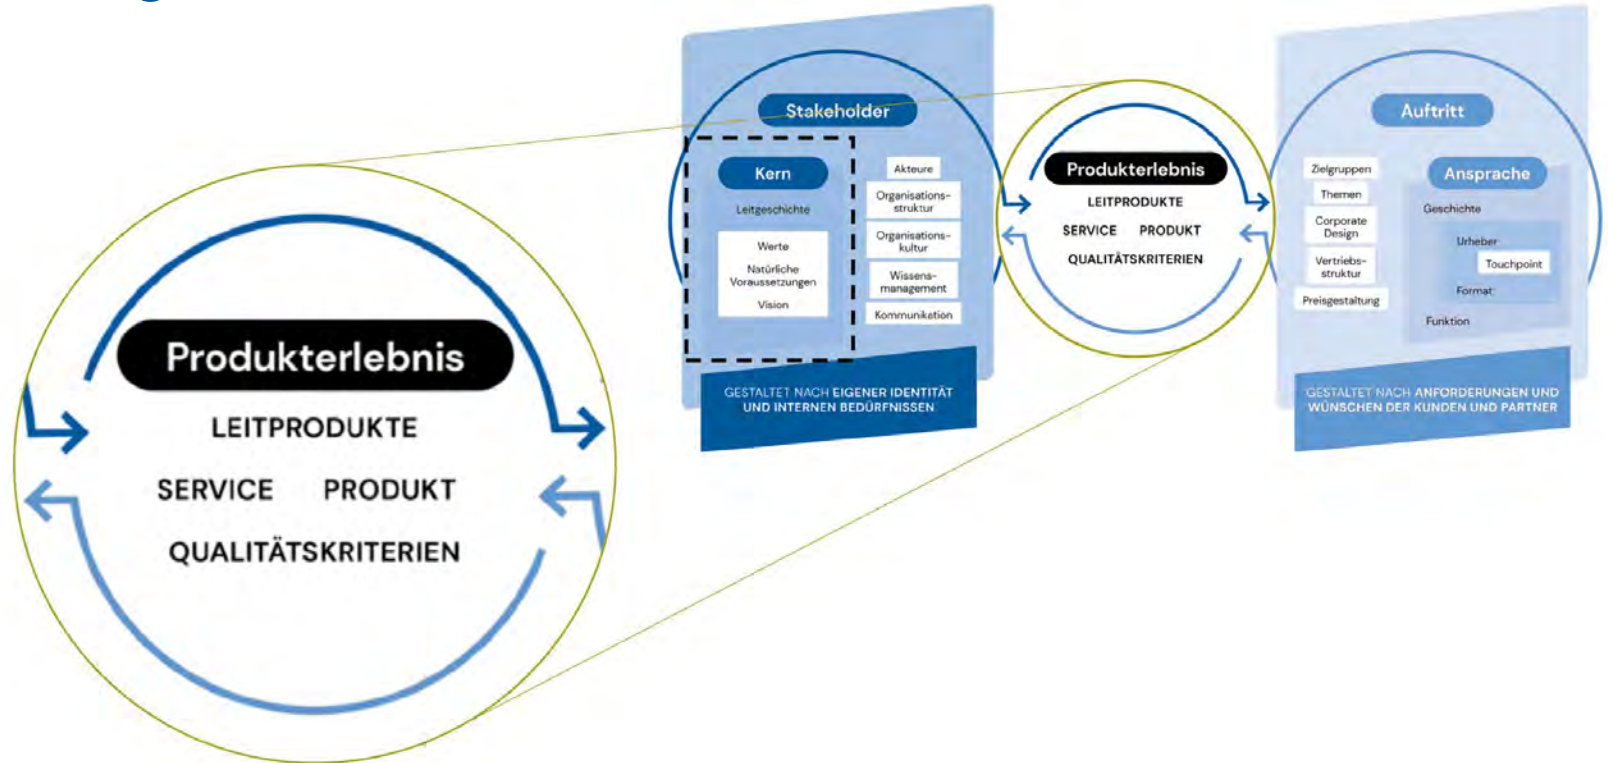 Produkterlebnis
LEITPRODUKTE
SERVICE PRODUKT
QUALITÄTSKRITERIEN
Stakeholder
Kern
Leitgeschichte
Werte
Natürliche
Voraussetzungen
Vision
Akteure
Organisations-
struktur
Organisations-
kultur
Wissens-
management
Kommunikation
GESTALTET NACH EIGENER IDENTITÄT
UND INTERNEN BEDÜRFNISSEN
Produkterlebnis
LEITPRODUKTE
SERVICE PRODUKT
QUALITÄTSKRITERIEN
Auftritt
Zielgruppen
Themen
Corporate
Design
Vertriebs-
struktur
Preisgestaltung
Ansprache
Geschichte
Urheber
Touchpoint
Format
Funktion
GESTALTET NACH ANFORDERUNGEN UND
WÜNSCHEN DER KUNDEN UND PARTNER